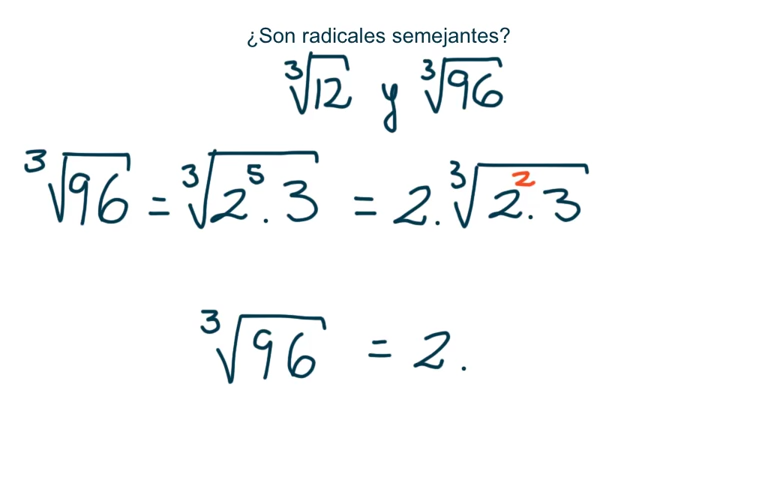 ¿Son radicales semejantes?
∛12 y ∛96
∛96 = ∛(2⁵ . 3) = 2 . ∛(2² . 3)
∛96 = 2 .